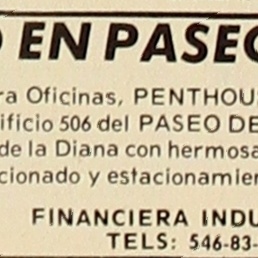 O EN PASEO
ra Oficinas, PENTHOU
ificio 506 del PASEO DE
de la Diana con hermosa
cionado y estacionamien
FINANCIERA INDU
TELS: 546-83-